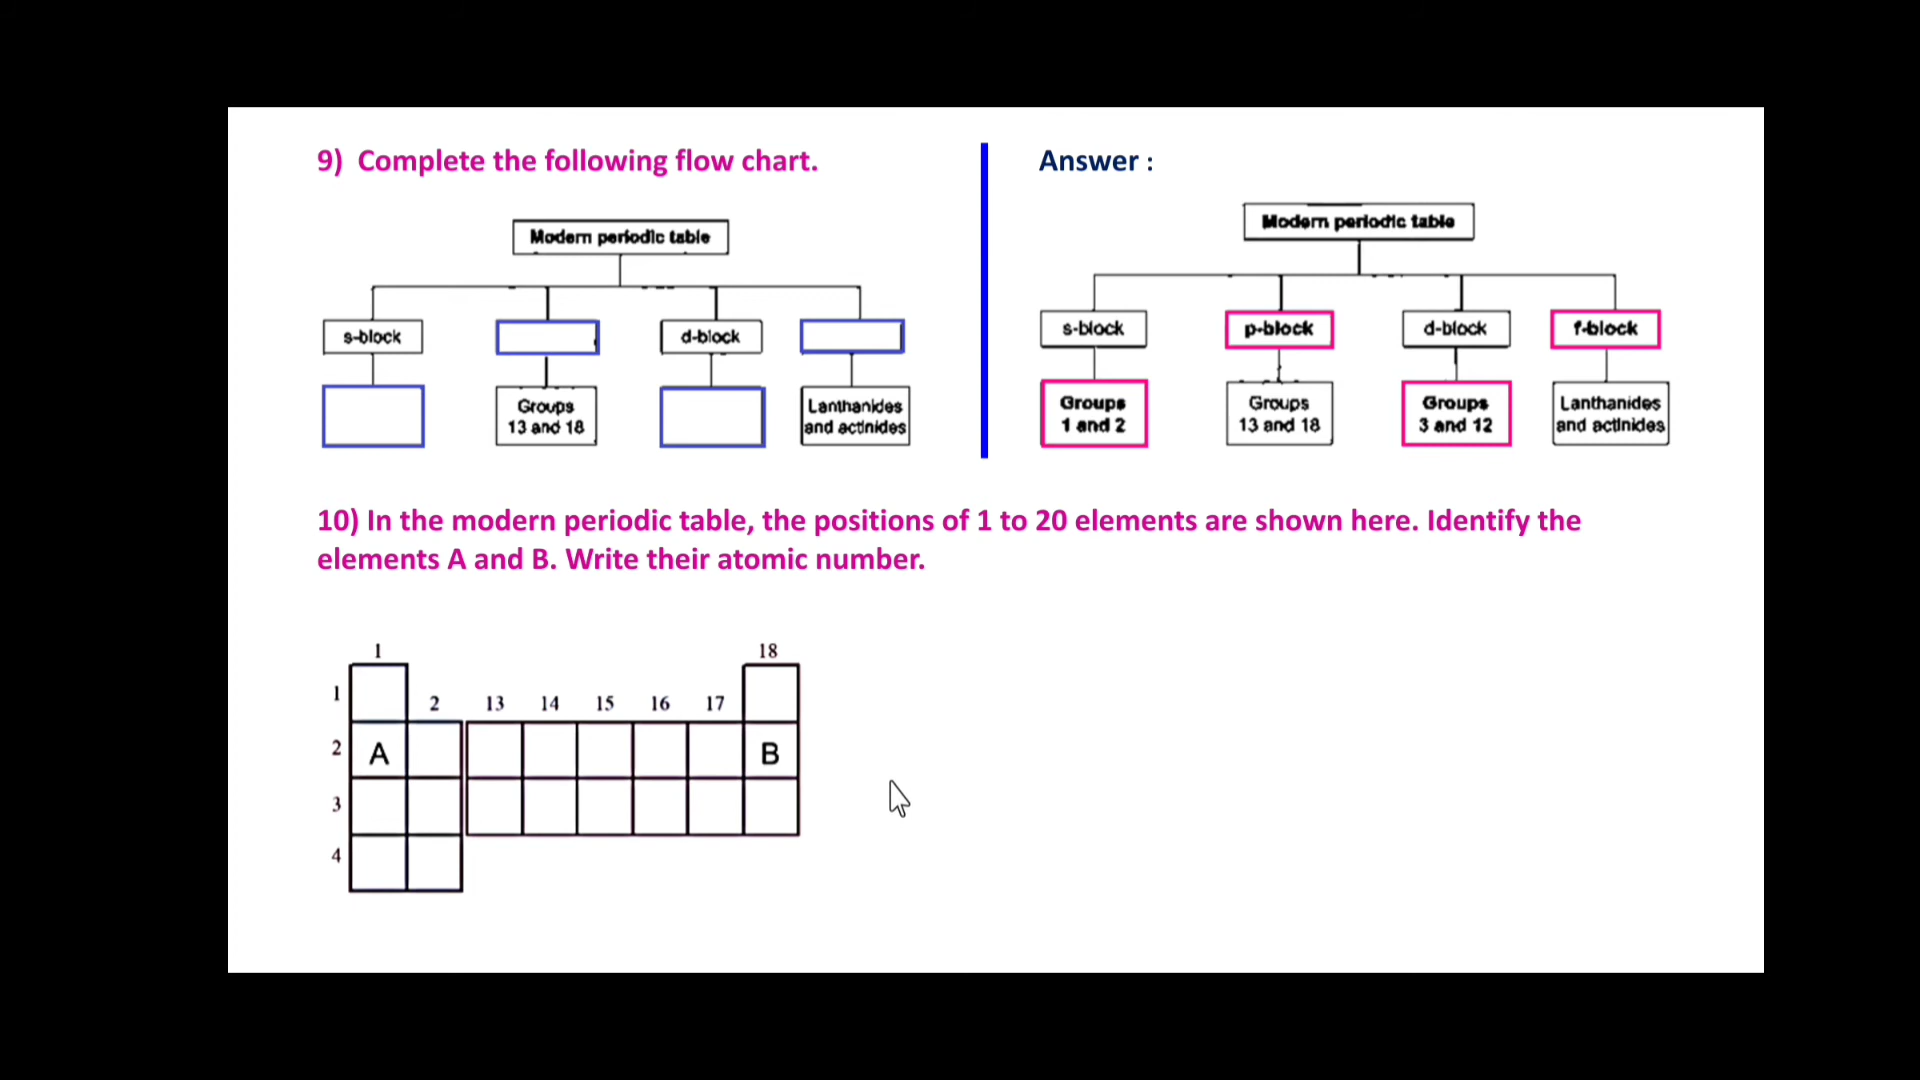 9) Complete the following flow chart.
Modern periodic table
s-block
d-block
Groups
13 and 18
Lanthanides
and actinides
Answer :
Modern periodic table
s-block
p-block
d-block
f-block
Groups
1 and 2
Groups
13 and 18
Groups
3 and 12
Lanthanides
and actinides
10) In the modern periodic table, the positions of 1 to 20 elements are shown here. Identify the
elements A and B. Write their atomic number.
1 18
1 2 13 14 15 16 17
2 A B
3
4